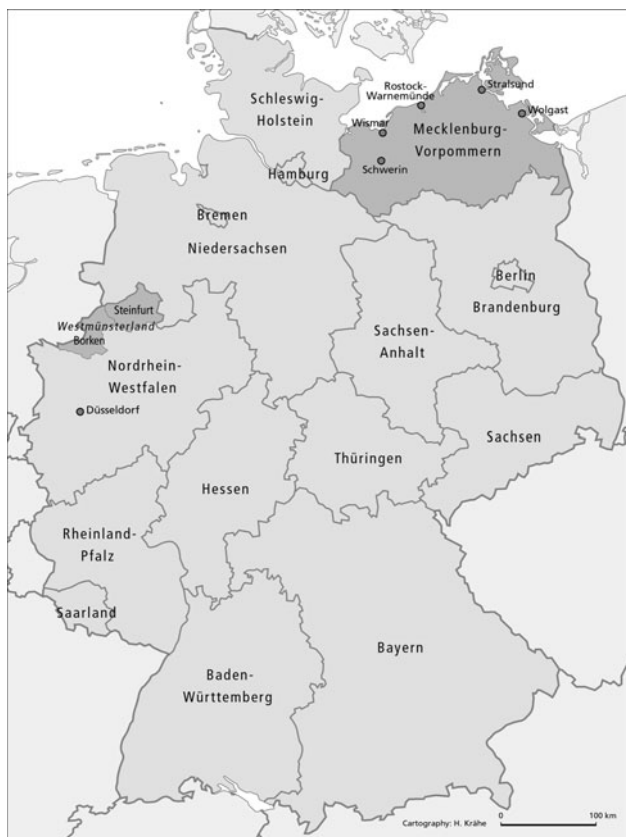 Stralsund
Rostock-
Warnemünde
Wolgast
Schleswig-
Holstein
Wismar
Mecklenburg-
Vorpommern
Schwerin
Hamburg
Bremen
Niedersachsen
Berlin
Brandenburg
Steinfurt
Westmünsterland
Borken
Sachsen-
Anhalt
Nordrhein-
Westfalen
Düsseldorf
Sachsen
Thüringen
Hessen
Rheinland-
Pfalz
Saarland
Bayern
Baden-
Württemberg
Cartography: H. Krähe
0
100 km